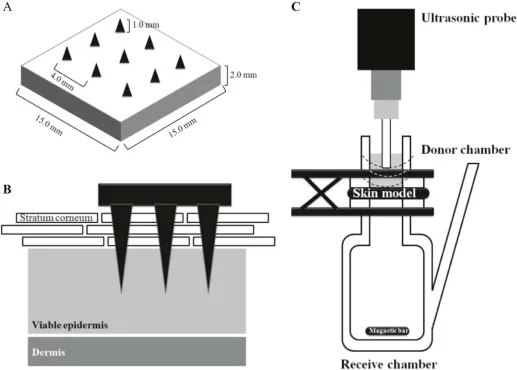 A
1.0 mm
4.0 mm
2.0 mm
15.0 mm
15.0 mm
B
Stratum corneum
Viable epidermis
Dermis
C
Ultrasonic probe
Donor chamber
Skin model
Magnetic bar
Receive chamber